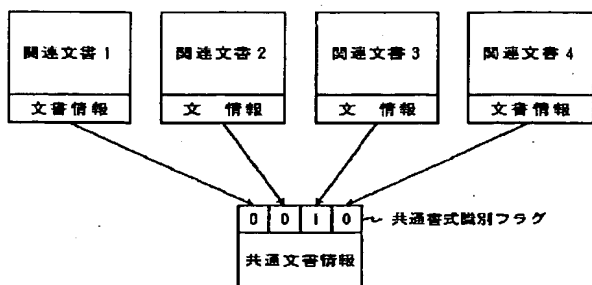 関連文書1
関連文書2
関連文書3
関連文書4
文書情報
文 情報
文 情報
文書情報
0 0 1 0
共通書式識別フラグ
共通文書情報